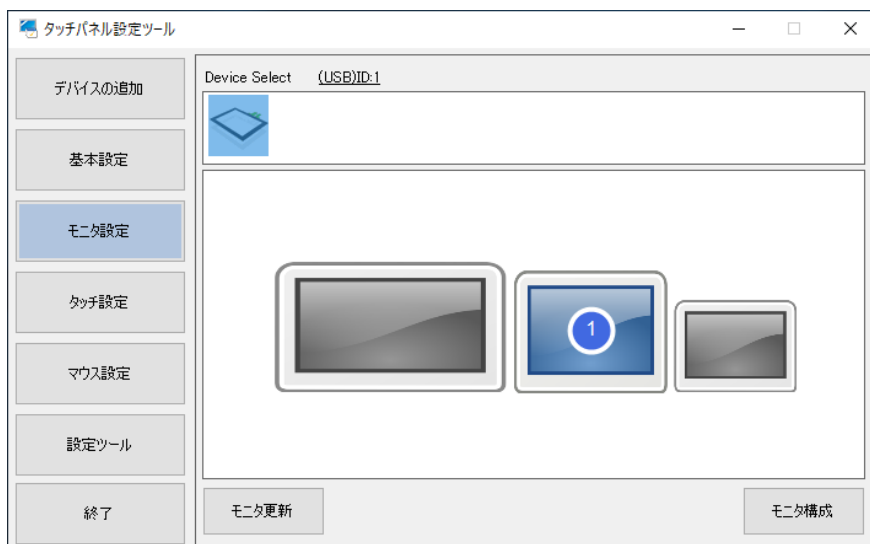 タッチパネル設定ツール
デバイスの追加
基本設定
モニタ設定
タッチ設定
マウス設定
設定ツール
終了
Device Select (USB)ID:1
1
モニタ更新
モニタ構成